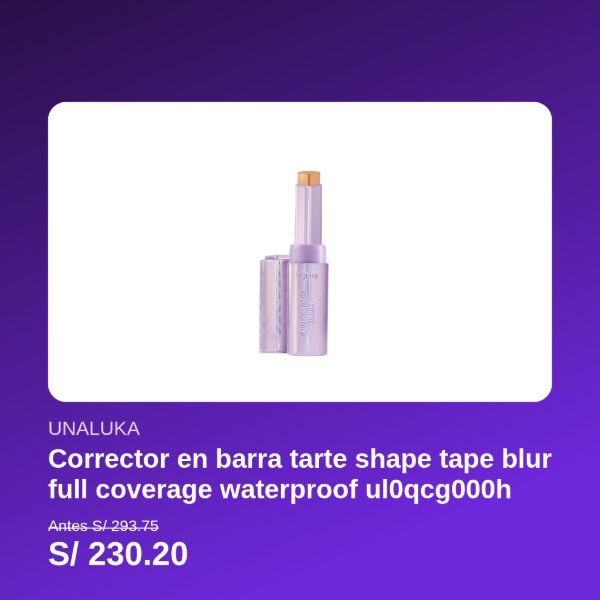 UNALUKA
Corrector en barra tarte shape tape blur
full coverage waterproof ul0qcg000h
Antes S/ 293.75
S/ 230.20